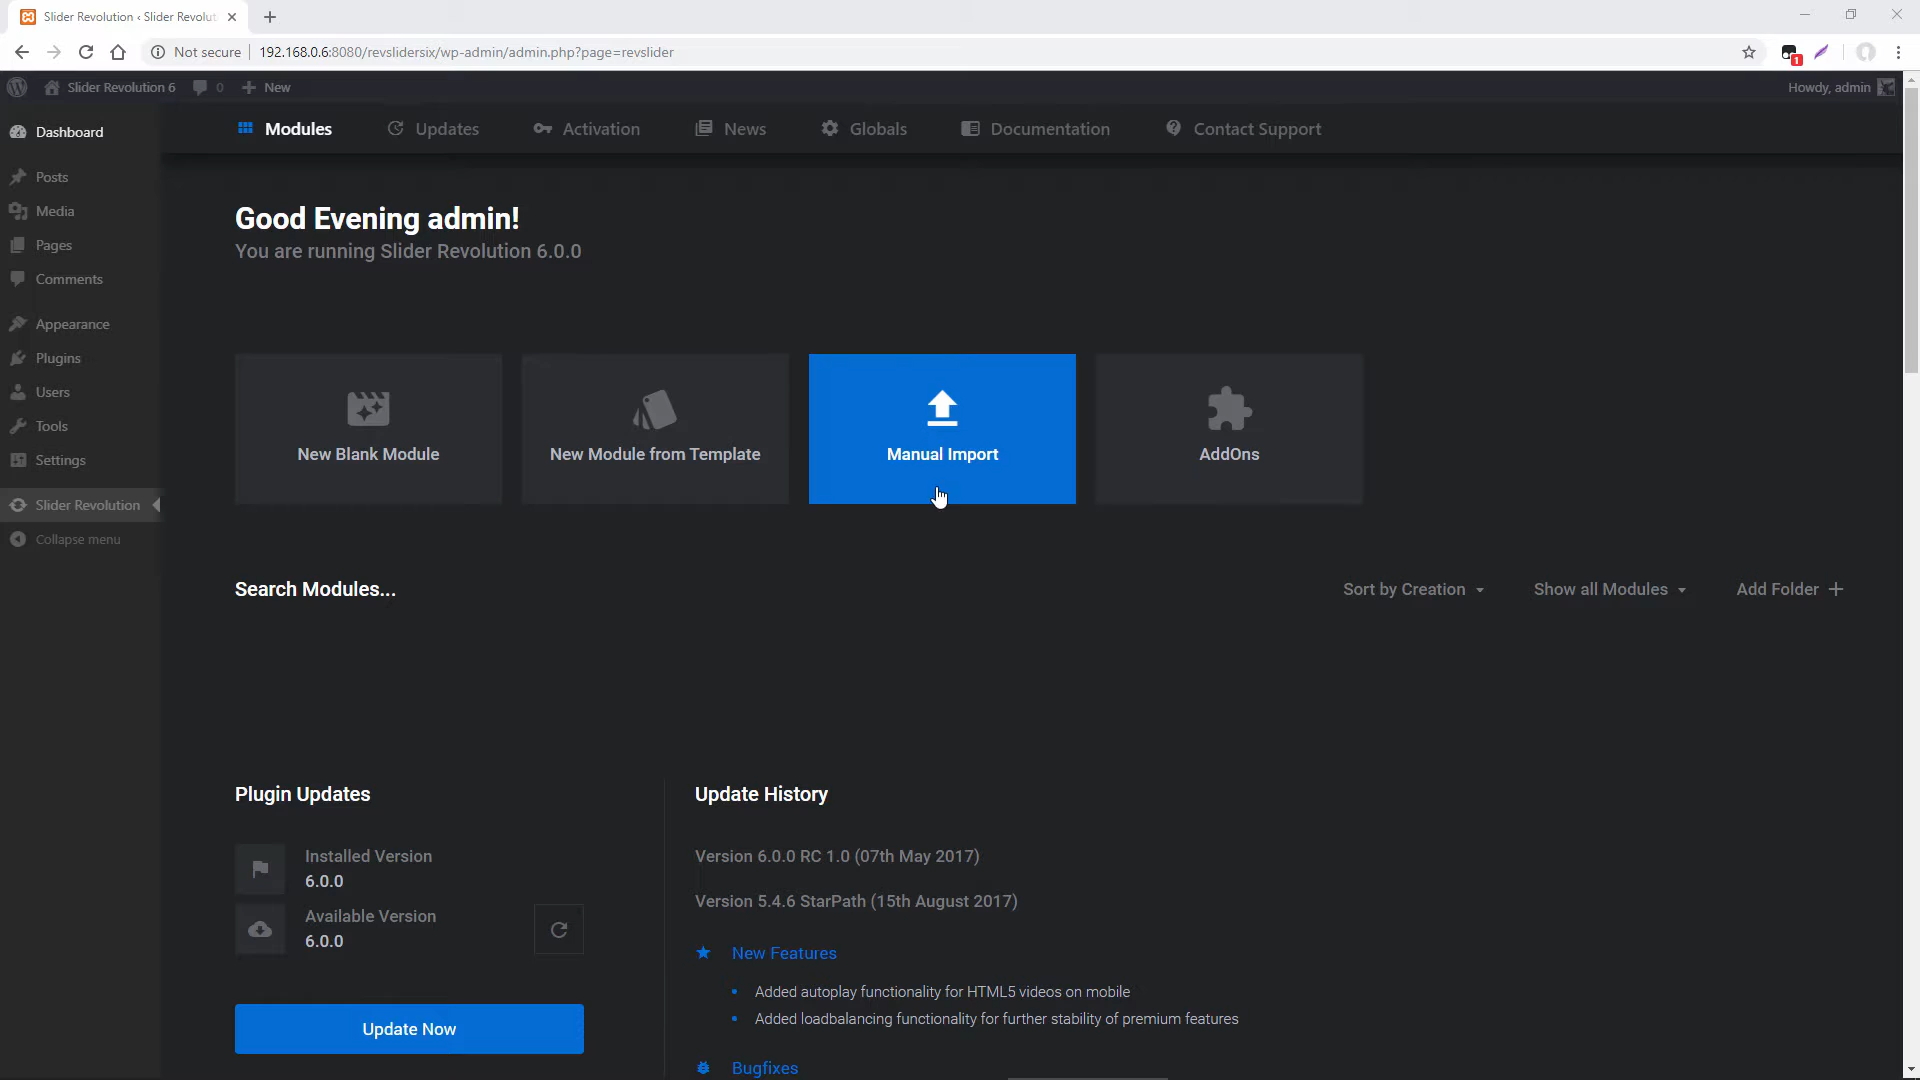 Slider Revolution ‹ Slider Revolut
Not secure
192.168.0.6:8080/revslidersix/wp-admin/admin.php?page=revslider
1
Slider Revolution 6
0
New
Howdy, admin
Dashboard
Posts
Media
Pages
Comments
Appearance
Plugins
Users
Tools
Settings
Slider Revolution
Collapse menu
Modules
Updates
Activation
News
Globals
Documentation
Contact Support
Good Evening admin!
You are running Slider Revolution 6.0.0
New Blank Module
New Module from Template
Manual Import
AddOns
Search Modules...
Sort by Creation
Show all Modules
Add Folder
Plugin Updates
Installed Version
6.0.0
Available Version
6.0.0
Update Now
Update History
Version 6.0.0 RC 1.0 (07th May 2017)
Version 5.4.6 StarPath (15th August 2017)
New Features
Added autoplay functionality for HTML5 videos on mobile
Added loadbalancing functionality for further stability of premium features
Bugfixes